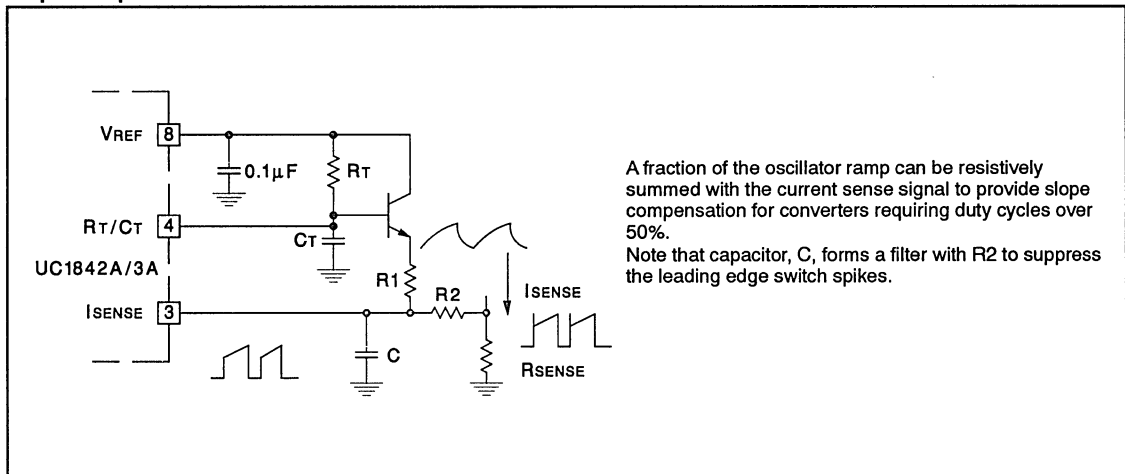 VREF 8
0.1µF
RT
RT/CT 4
CT
UC1842A/3A
R1
R2
ISENSE
ISENSE 3
C
RSENSE
A fraction of the oscillator ramp can be resistively
summed with the current sense signal to provide slope
compensation for converters requiring duty cycles over
50%.
Note that capacitor, C, forms a filter with R2 to suppress
the leading edge switch spikes.